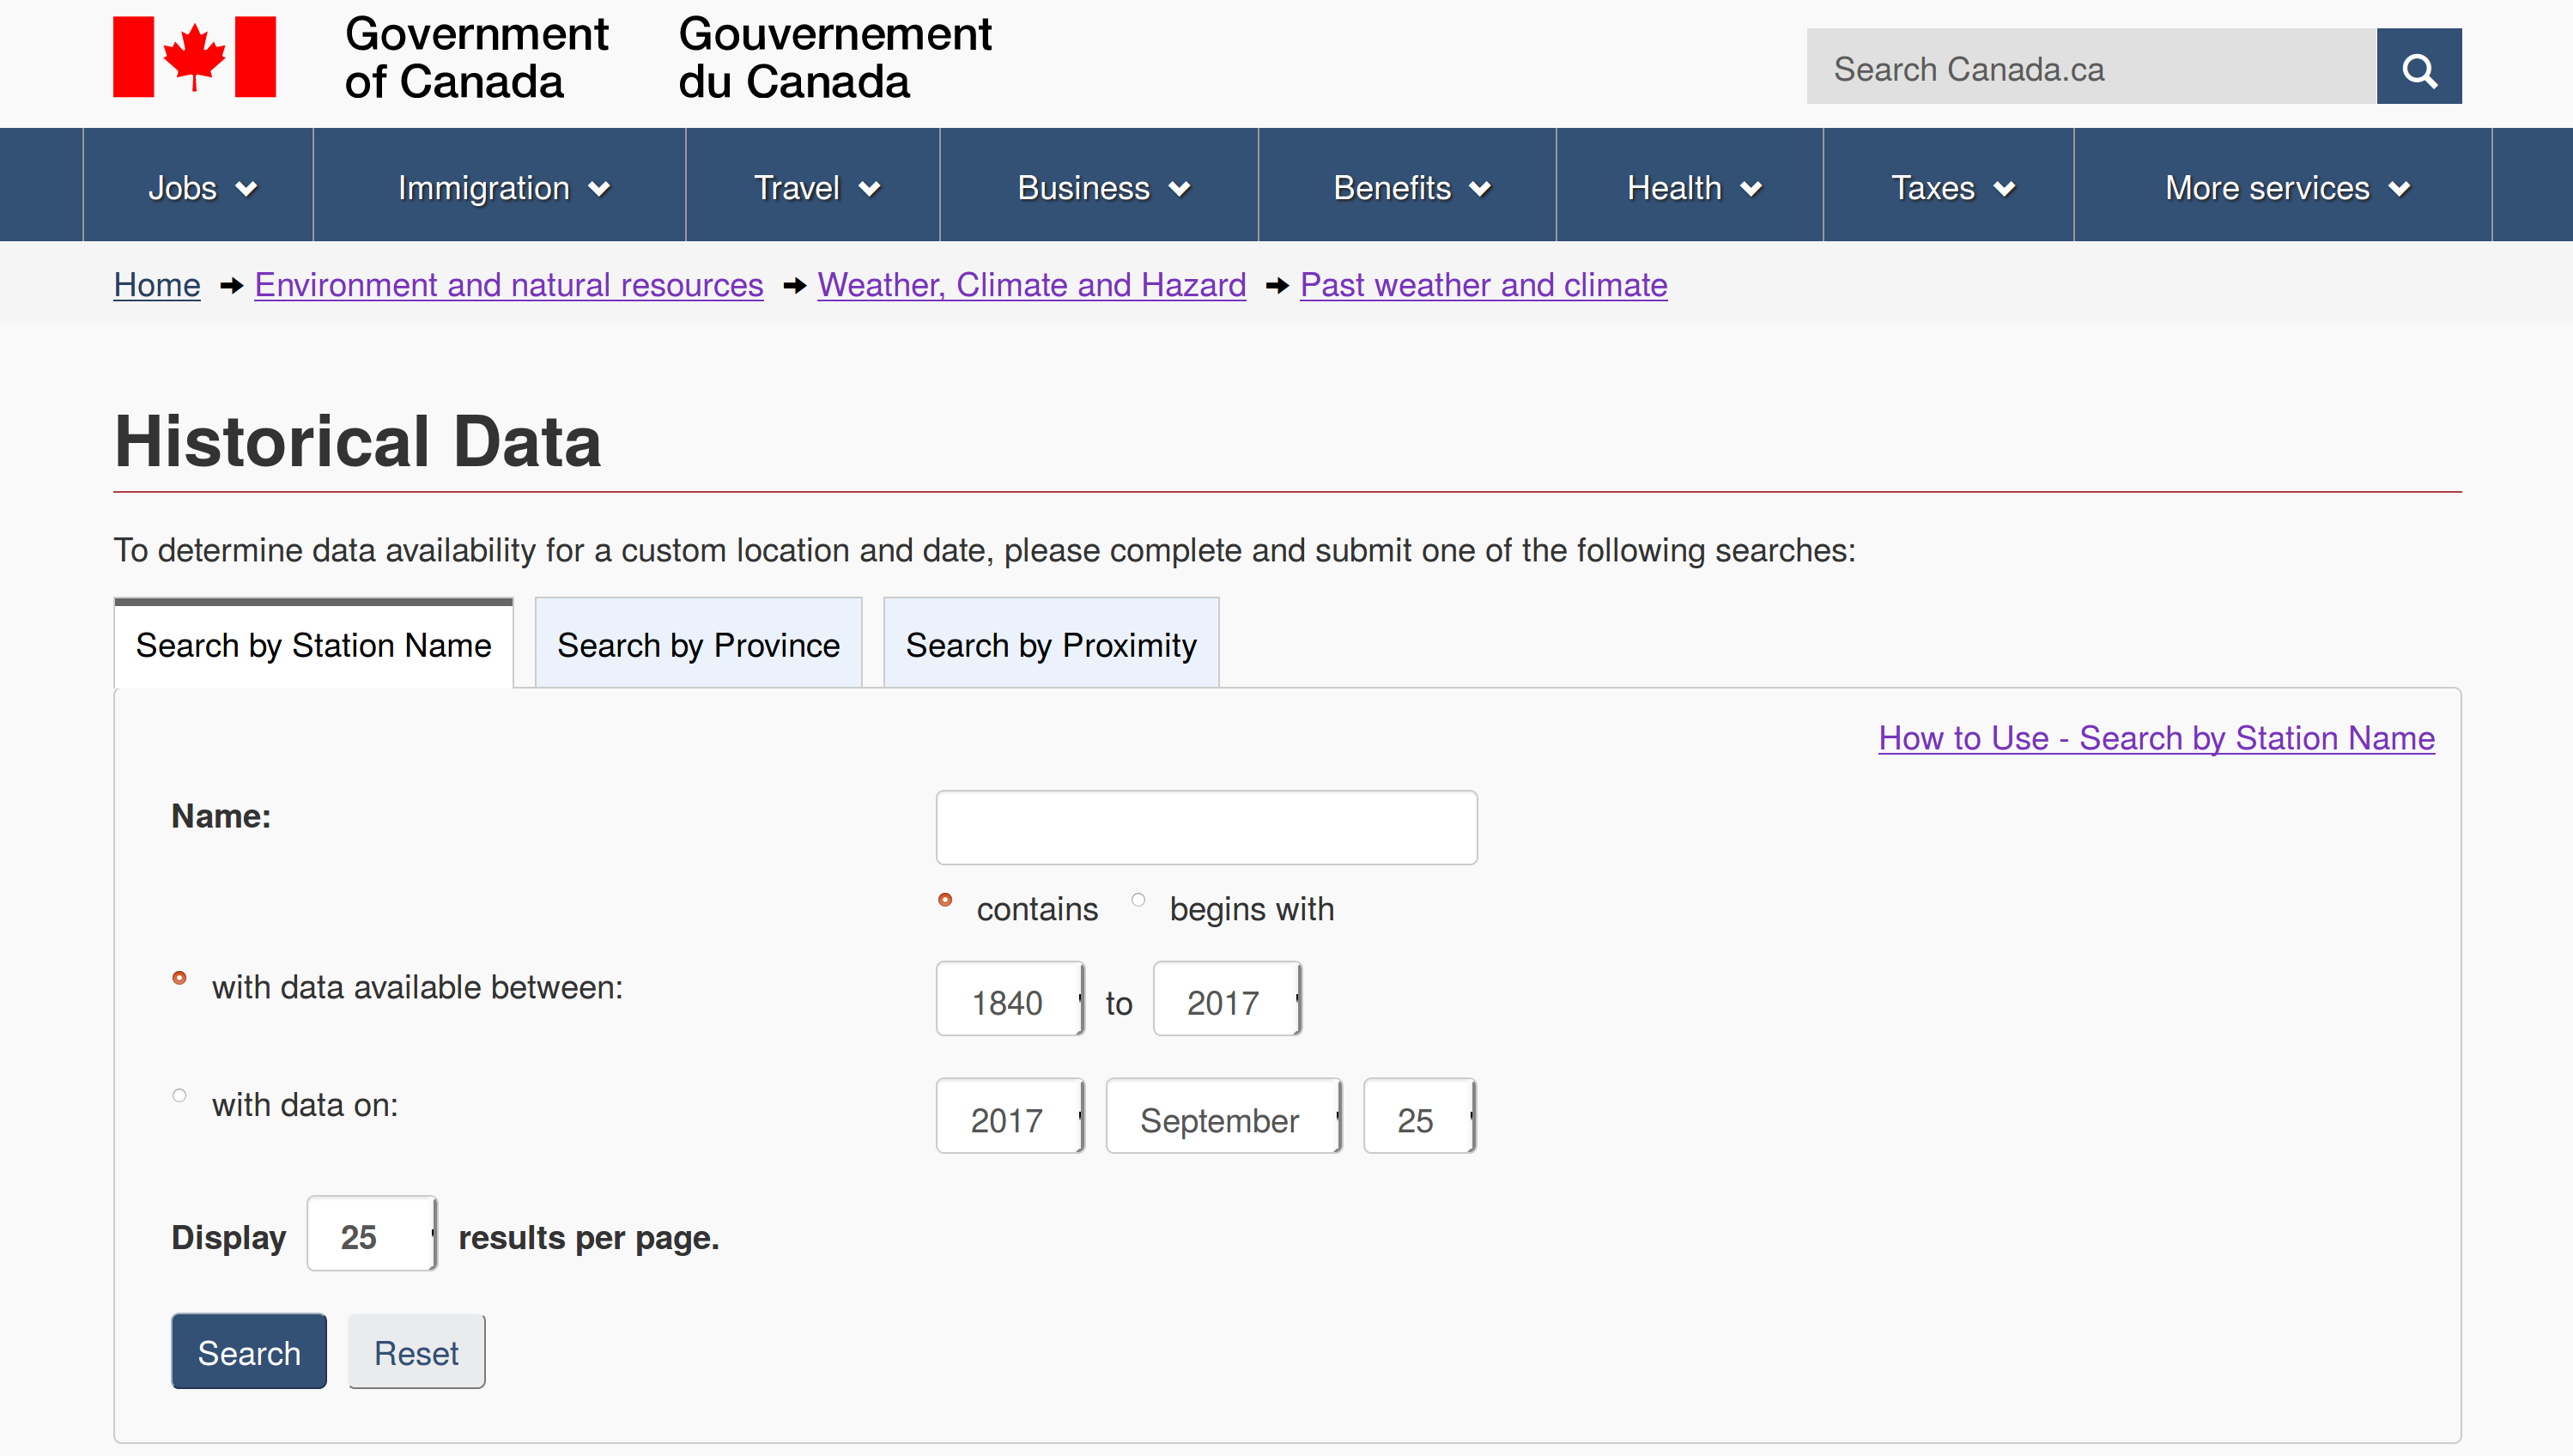 Government of Canada
Gouvernement du Canada
Search Canada.ca
Jobs Immigration Travel Business Benefits Health Taxes More services
Home Environment and natural resources Weather, Climate and Hazard Past weather and climate
Historical Data
To determine data availability for a custom location and date, please complete and submit one of the following searches:
Search by Station Name Search by Province Search by Proximity
How to Use - Search by Station Name
Name:
contains begins with
with data available between: 1840 to 2017
with data on: 2017 September 25
Display 25 results per page.
Search Reset